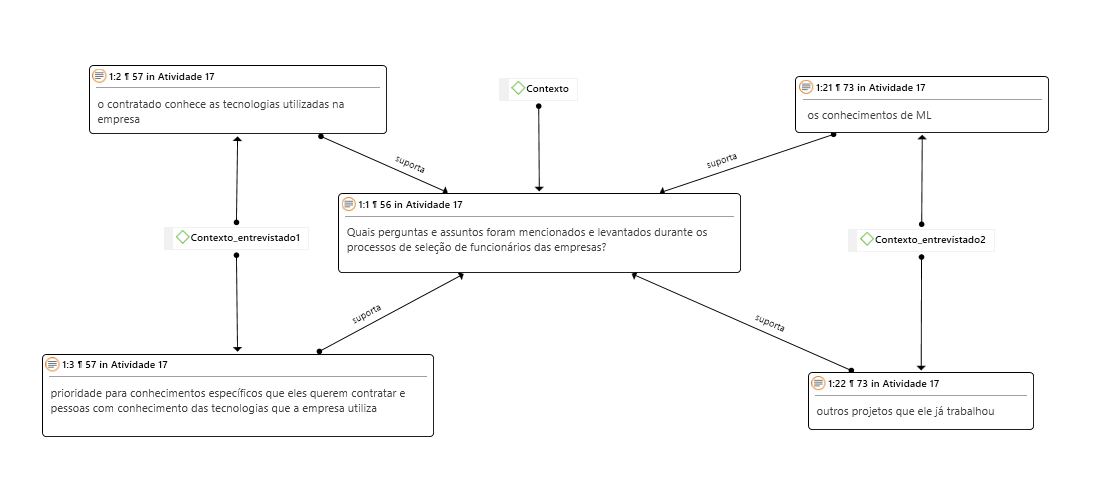 1:2 ¶ 57 in Atividade 17
o contratado conhece as tecnologias utilizadas na
empresa
Contexto
1:21 ¶ 73 in Atividade 17
os conhecimentos de ML
suporta
suporta
1:1 ¶ 56 in Atividade 17
Quais perguntas e assuntos foram mencionados e levantados durante os
processos de seleção de funcionários das empresas?
Contexto_entrevistado1
Contexto_entrevistado2
suporta
suporta
1:3 ¶ 57 in Atividade 17
prioridade para conhecimentos específicos que eles querem contratar e
pessoas com conhecimento das tecnologias que a empresa utiliza
1:22 ¶ 73 in Atividade 17
outros projetos que ele já trabalhou